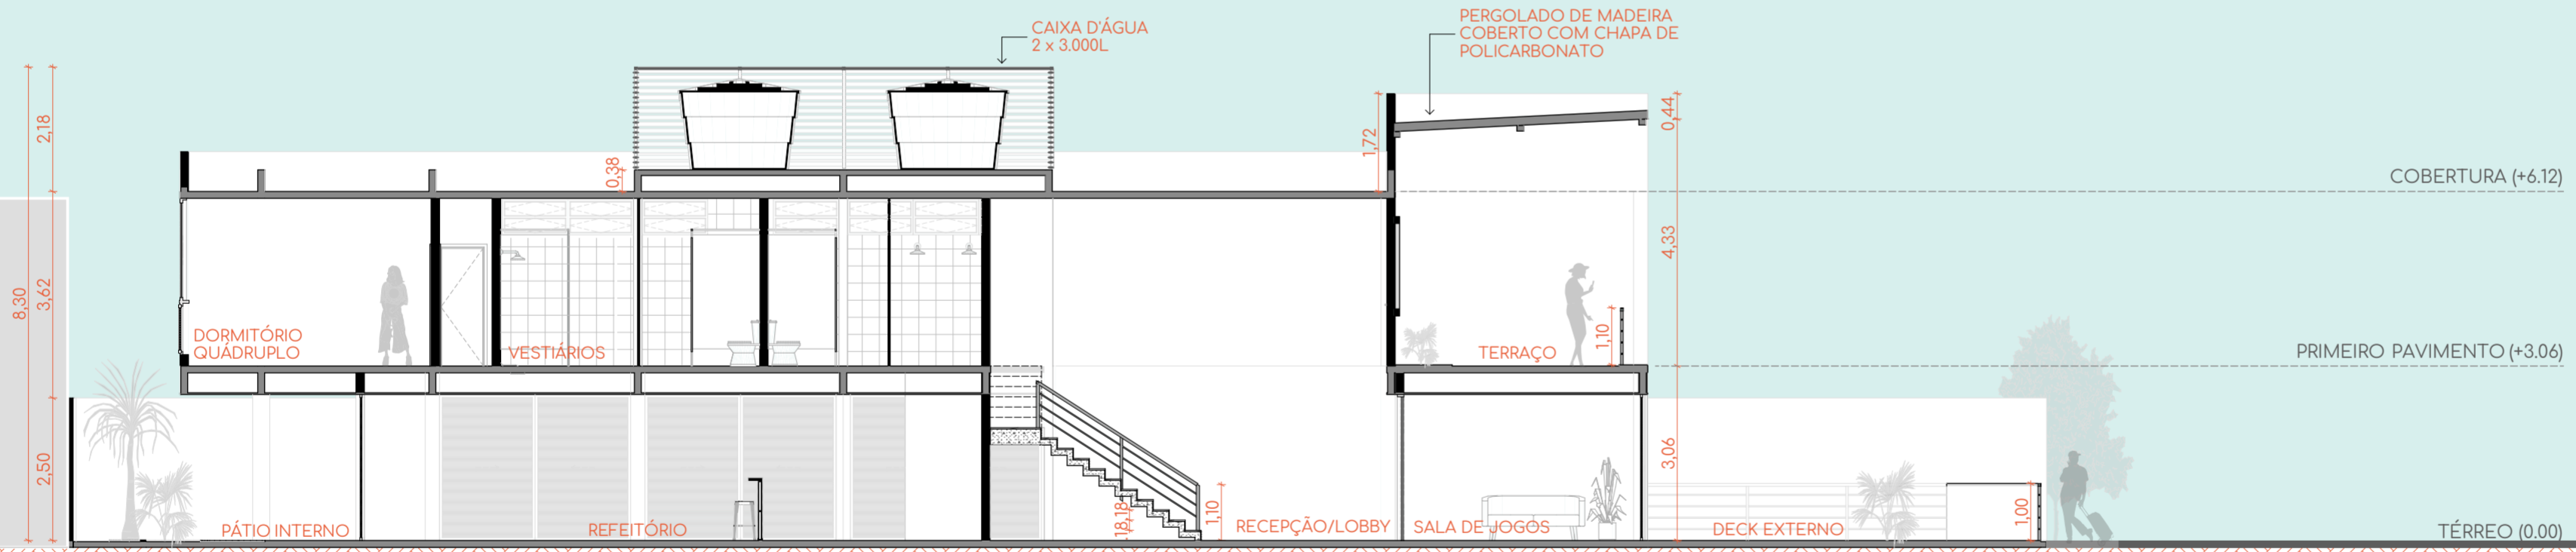 CAIXA D'ÁGUA
2 x 3.000L
PERGOLADO DE MADEIRA
COBERTO COM CHAPA DE
POLICARBONATO
2,18
0,38
1,72
0,44
COBERTURA (+6.12)
8,30
3,62
4,33
DORMITÓRIO
QUÁDRUPLO
VESTIÁRIOS
TERRAÇO
1,10
PRIMEIRO PAVIMENTO (+3.06)
2,50
3,06
PÁTIO INTERNO
REFEITÓRIO
18,18
1,10
RECEPÇÃO/LOBBY
SALA DE JOGOS
DECK EXTERNO
1,00
TÉRREO (0.00)